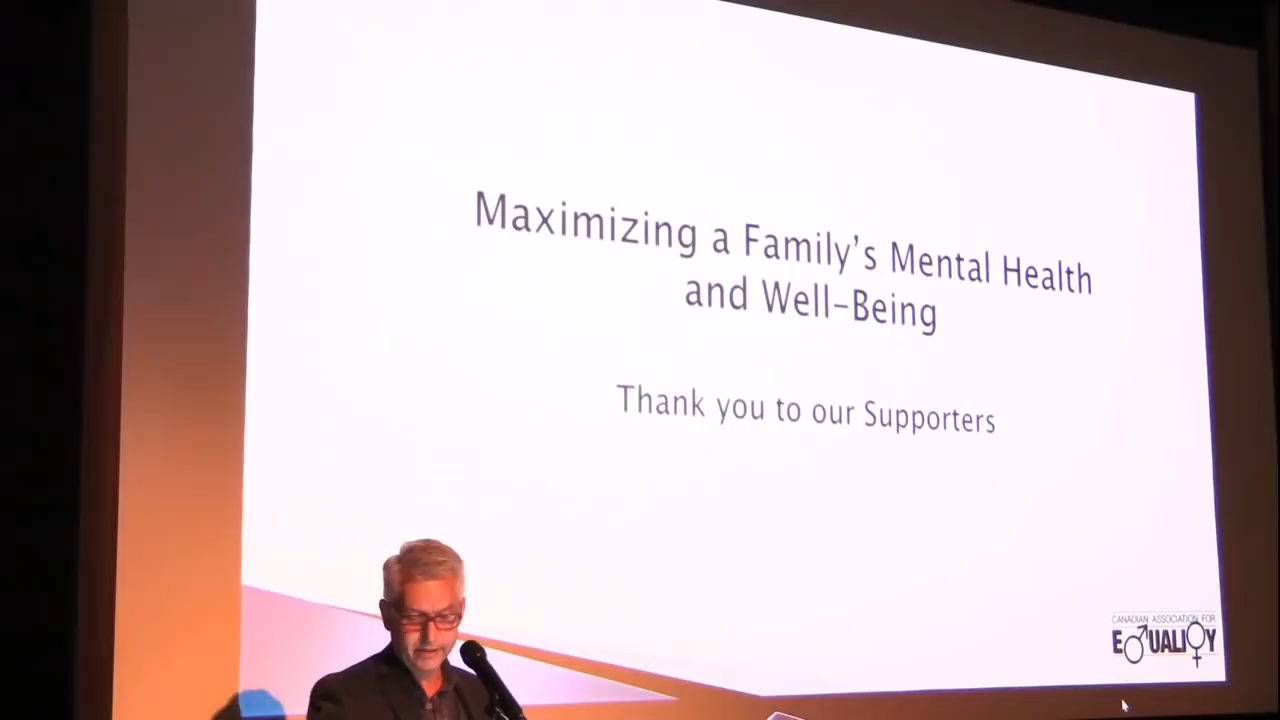 Maximizing a Family's Mental Health
and Well-Being
Thank you to our Supporters
CANADIAN ASSOCIATION FOR
EQUALITY